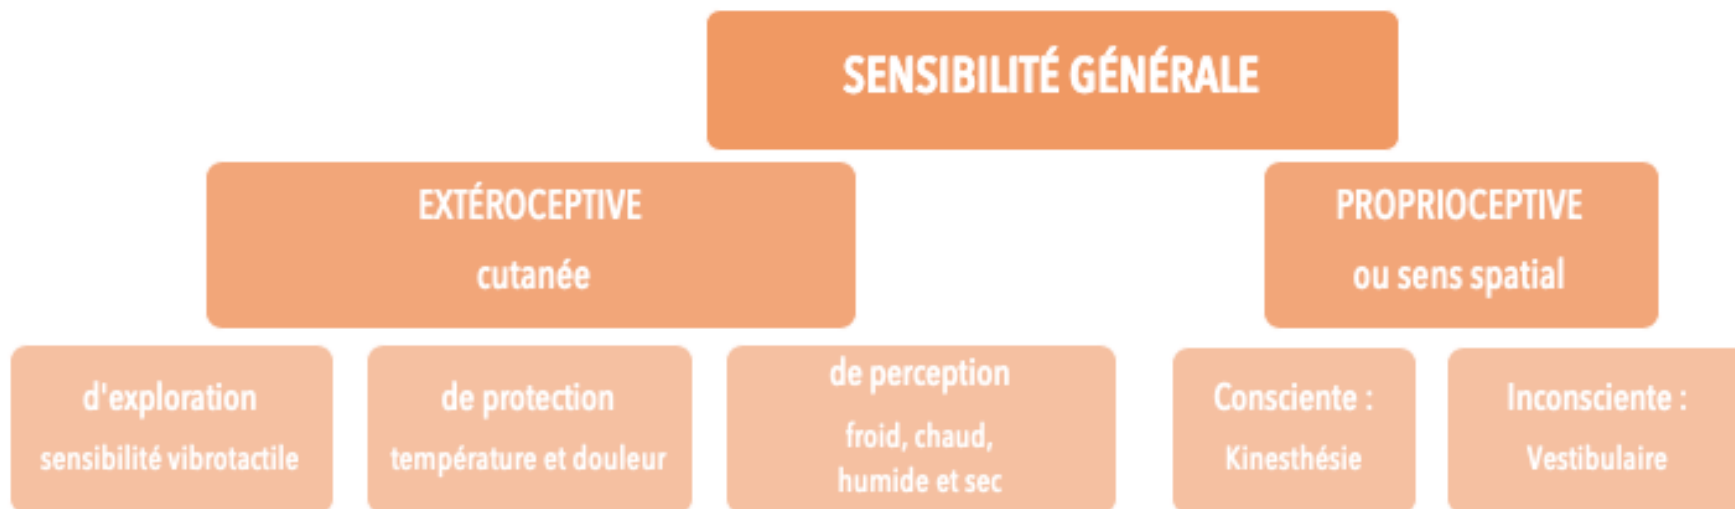 SENSIBILITÉ GÉNÉRALE
EXTÉROCEPTIVE
cutanée
PROPRIOCEPTIVE
ou sens spatial
d'exploration
sensibilité vibrotactile
de protection
température et douleur
de perception
froid, chaud,
humide et sec
Consciente :
Kinesthésie
Inconsciente :
Vestibulaire